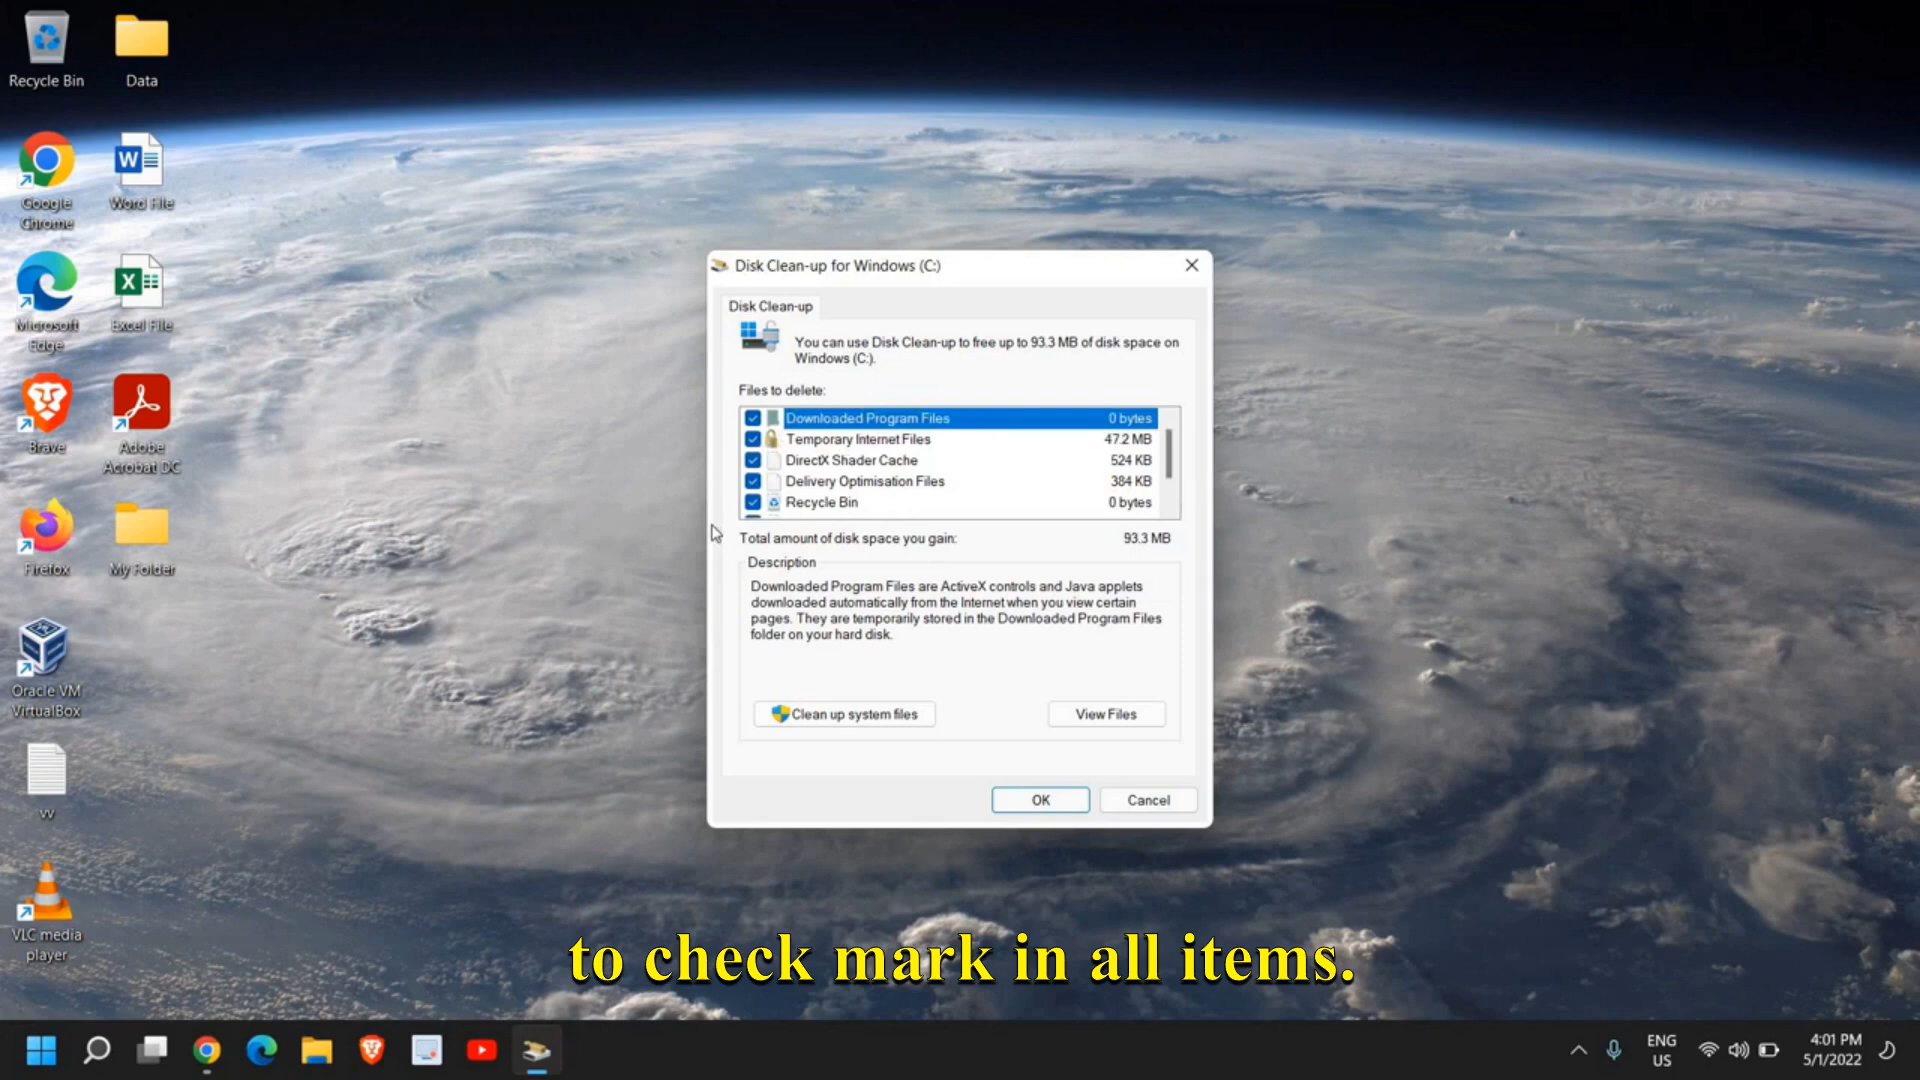 Recycle Bin
Data
Google
Chrome
Word File
Microsoft
Edge
Excel File
Brave
Adobe
Acrobat DC
Firefox
My Folder
Oracle VM
VirtualBox
VLC media
player
Disk Clean-up for Windows (C:)
Disk Clean-up
You can use Disk Clean-up to free up 93.3 MB of disk space on
Windows (C:).
Files to delete:
Downloaded Program Files 0 bytes
Temporary Internet Files 47.2 MB
DirectX Shader Cache 524 KB
Delivery Optimisation Files 384 KB
Recycle Bin 0 bytes
Total amount of disk space you gain: 93.3 MB
Description
Downloaded Program Files are ActiveX controls and Java applets
downloaded automatically from the Internet when you view certain
pages. They are temporarily stored in the Downloaded Program Files
folder on your hard disk.
Clean up system files
View Files
OK
Cancel
to check mark in all items.
ENG
US
4:01 PM
5/1/2022